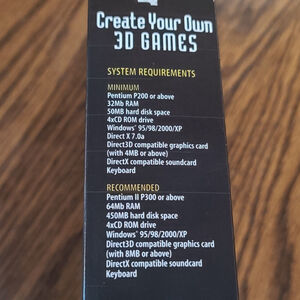 Create Your Own
3D GAMES
SYSTEM REQUIREMENTS
MINIMUM
Pentium P200 or above
32Mb RAM
50MB hard disk space
4xCD ROM drive
Windows 95/98/2000/XP
Direct X 7.0a
Direct3D compatible graphics card
(with 4MB or above)
DirectX compatible soundcard
Keyboard
RECOMMENDED
Pentium II P300 or above
64Mb RAM
450MB hard disk space
4xCD ROM drive
Windows 95/98/2000/XP
Direct3D compatible graphics card
(with 8MB or above)
DirectX compatible soundcard
Keyboard